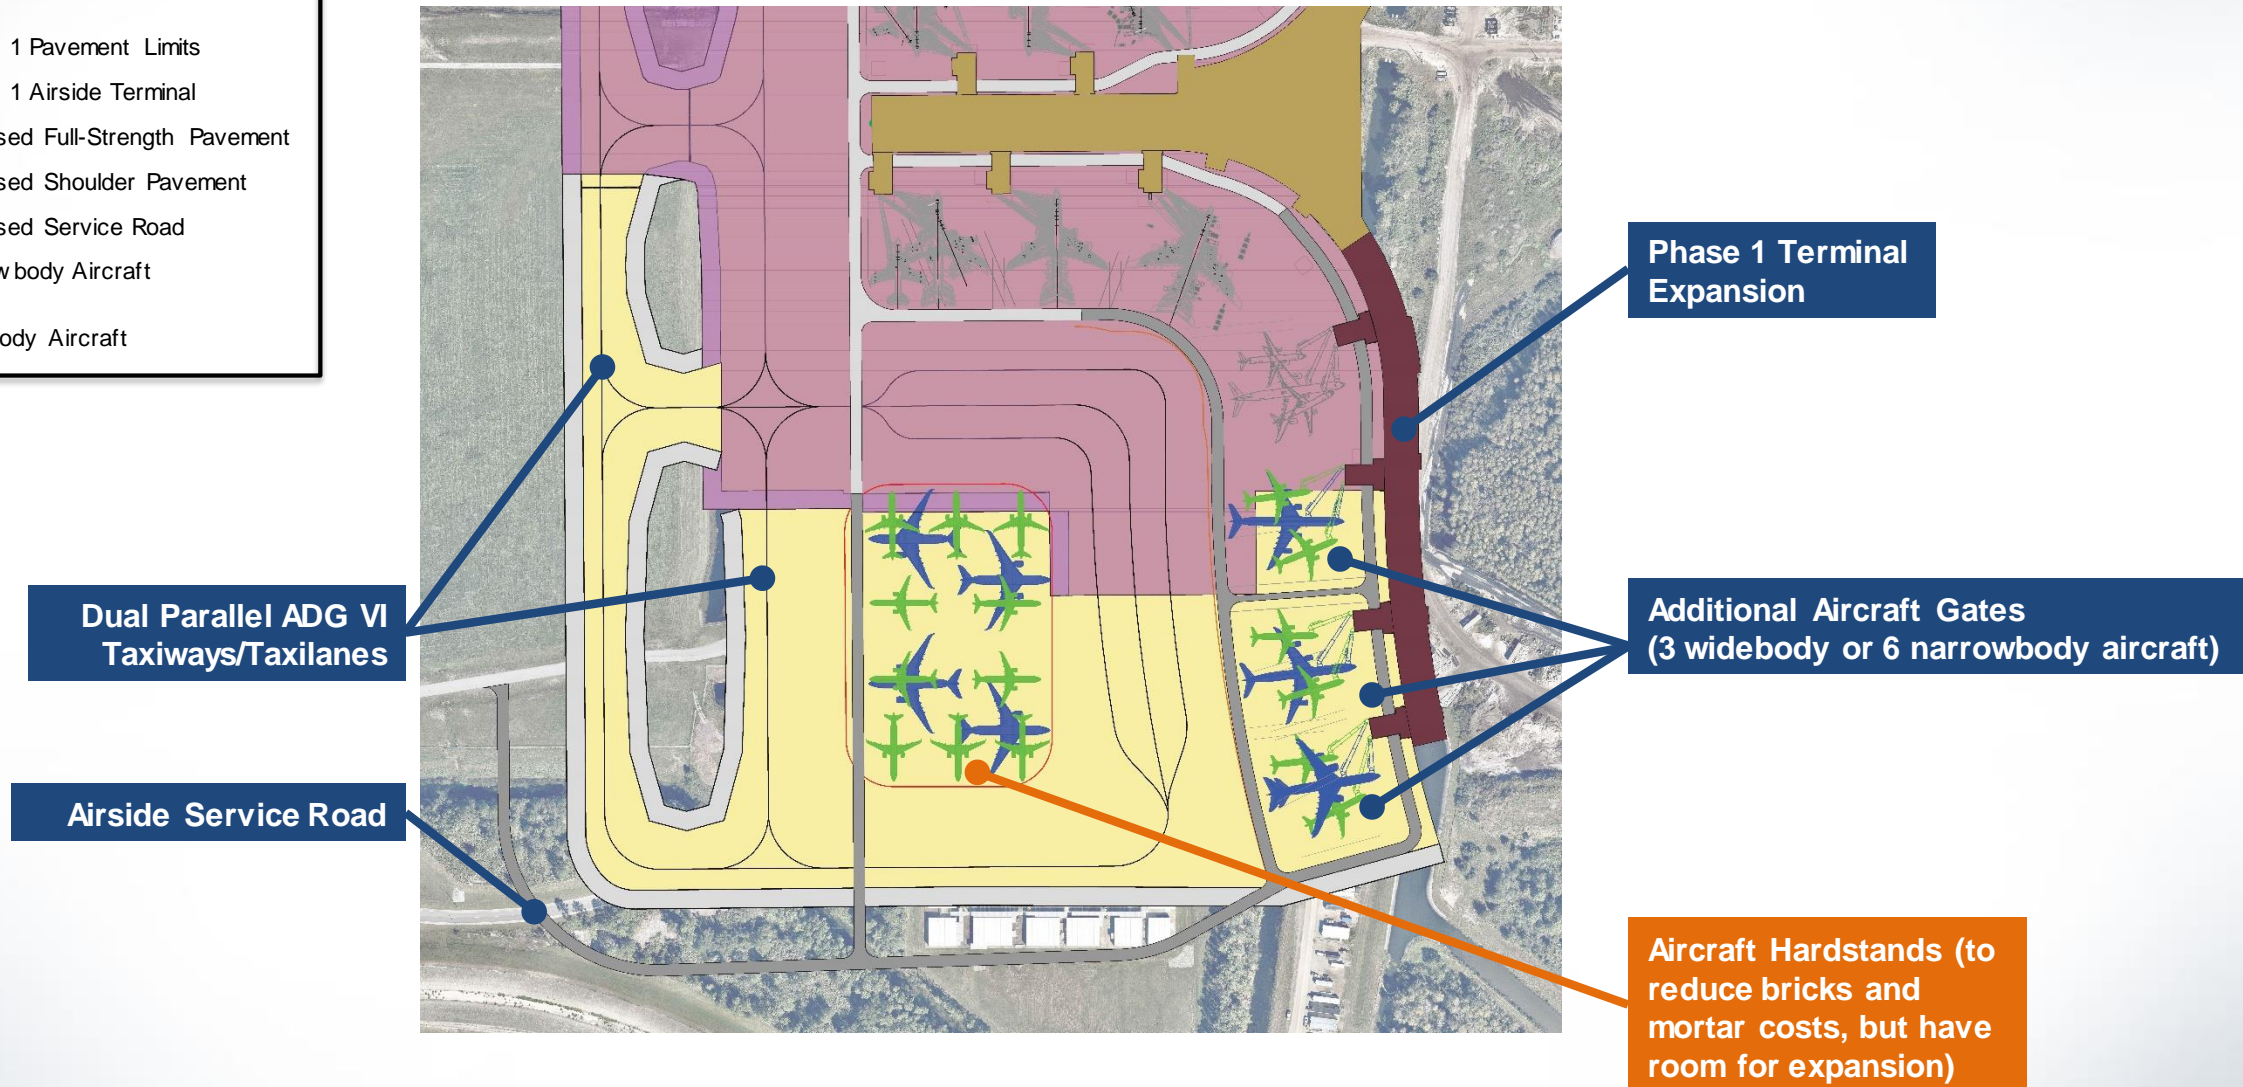 1 Pavement Limits
1 Airside Terminal
sed Full-Strength Pavement
sed Shoulder Pavement
sed Service Road
body Aircraft
ody Aircraft
Phase 1 Terminal
Expansion
Dual Parallel ADG VI
Taxiways/Taxilanes
Additional Aircraft Gates
(3 widebody or 6 narrowbody aircraft)
Airside Service Road
Aircraft Hardstands (to
reduce bricks and
mortar costs, but have
room for expansion)